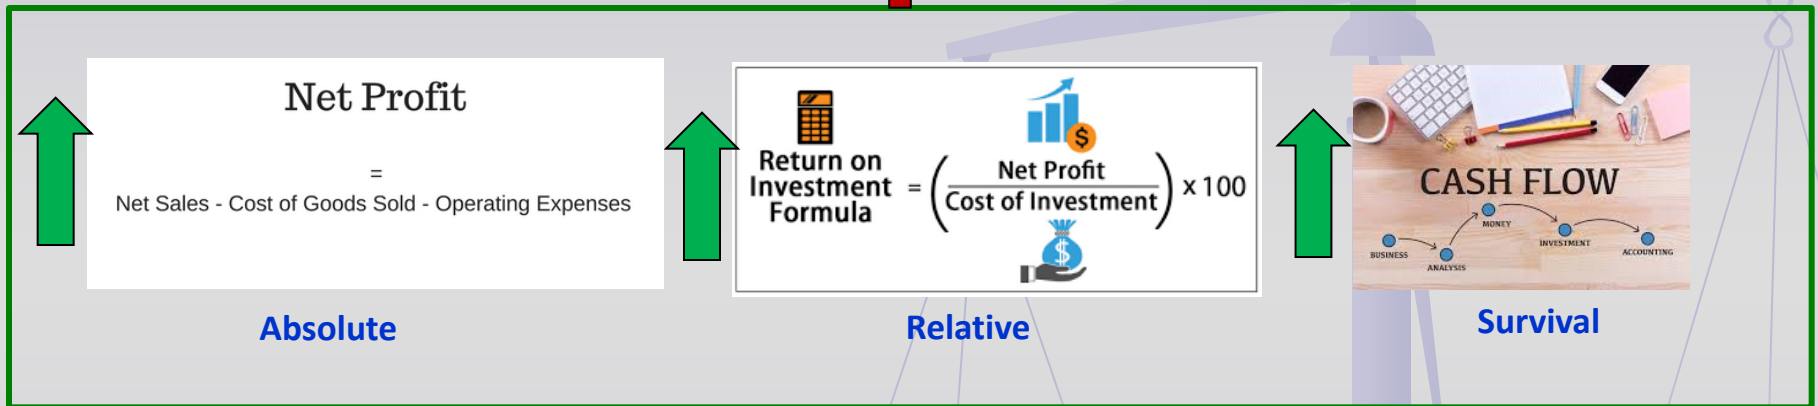 Net Profit
=
Net Sales - Cost of Goods Sold - Operating Expenses
Absolute
$
Return on
Investment
Formula
=
(
Net Profit
Cost of Investment
)
x 100
$
Relative
CASH FLOW
BUSINESS
ANALYSIS
MONEY
INVESTMENT
ACCOUNTING
Survival